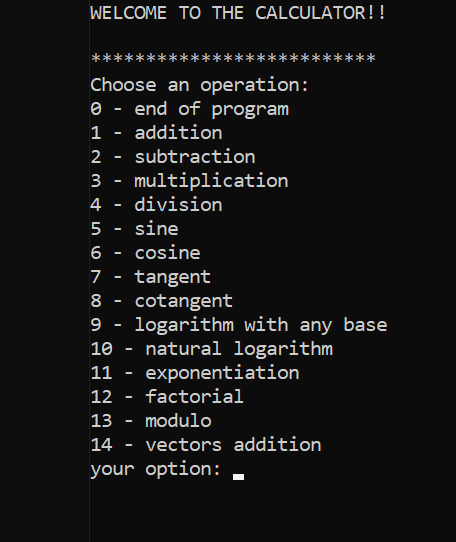 WELCOME TO THE CALCULATOR!!
**************************
Choose an operation:
0 - end of program
1 - addition
2 - subtraction
3 - multiplication
4 - division
5 - sine
6 - cosine
7 - tangent
8 - cotangent
9 - logarithm with any base
10 - natural logarithm
11 - exponentiation
12 - factorial
13 - modulo
14 - vectors addition
your option: